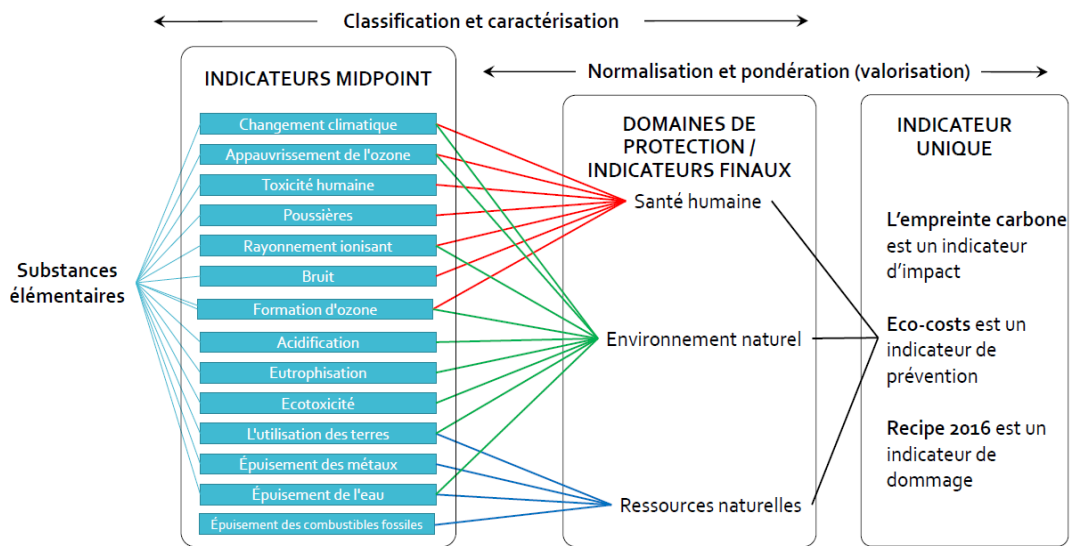 Classification et caractérisation
Normalisation et pondération (valorisation)
Substances
élémentaires
INDICATEURS MIDPOINT
Changement climatique
Appauvrissement de l'ozone
Toxicité humaine
Poussières
Rayonnement ionisant
Bruit
Formation d'ozone
Acidification
Eutrophisation
Ecotoxicité
L'utilisation des terres
Épuisement des métaux
Épuisement de l'eau
Épuisement des combustibles fossiles
DOMAINES DE
PROTECTION /
INDICATEURS FINAUX
Santé humaine
Environnement naturel
Ressources naturelles
INDICATEUR
UNIQUE
L'empreinte carbone
est un indicateur
d'impact
Eco-costs est un
indicateur de
prévention
Recipe 2016 est un
indicateur de
dommage